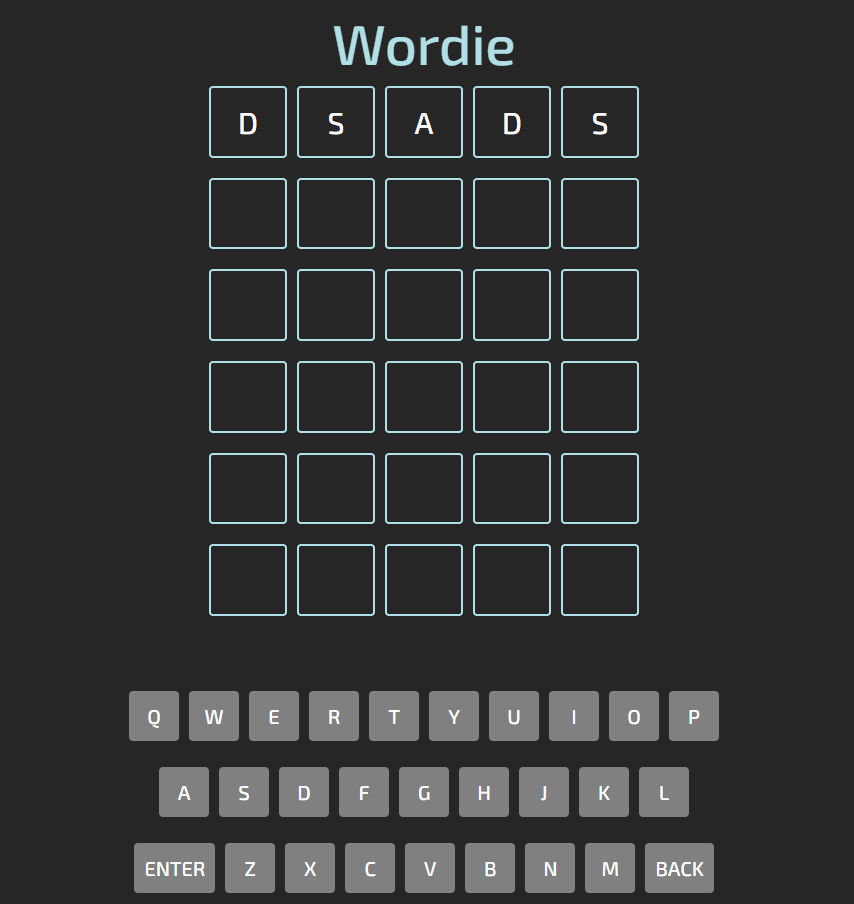 Wordie
D S A D S
Q W E R T Y U I O P
A S D F G H J K L
ENTER Z X C V B N M BACK